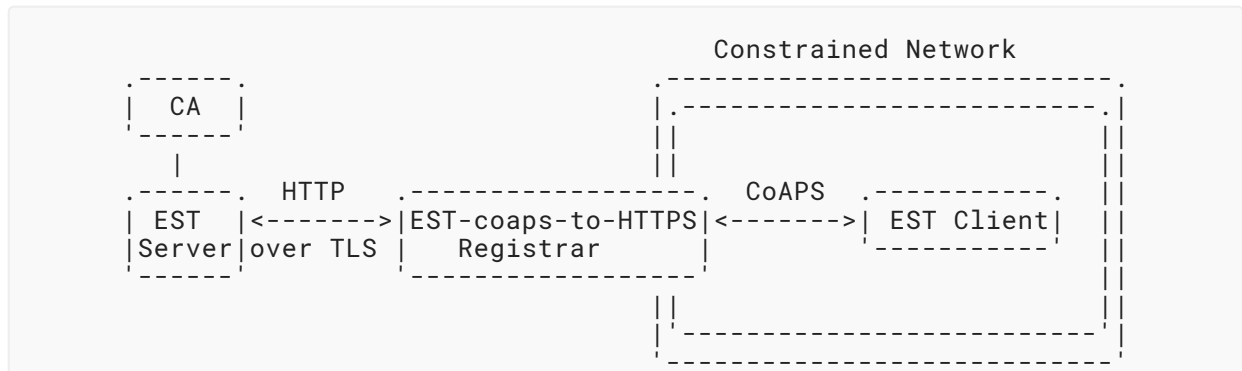 Constrained Network
CA
HTTP CoAPS
EST <------->EST-coaps-to-HTTPS<-------> EST Client
Server over TLS Registrar